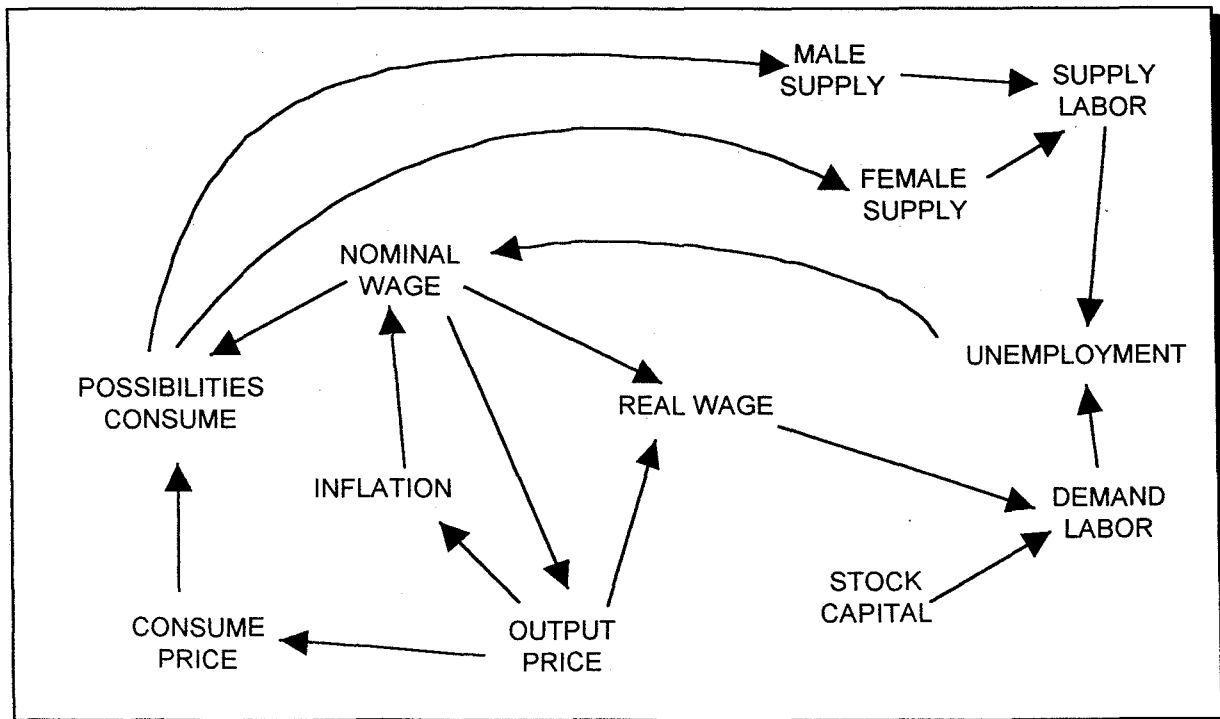 MALE
SUPPLY
SUPPLY
LABOR
FEMALE
SUPPLY
NOMINAL
WAGE
UNEMPLOYMENT
POSSIBILITIES
CONSUME
REAL WAGE
INFLATION
DEMAND
LABOR
STOCK
CAPITAL
CONSUME
PRICE
OUTPUT
PRICE